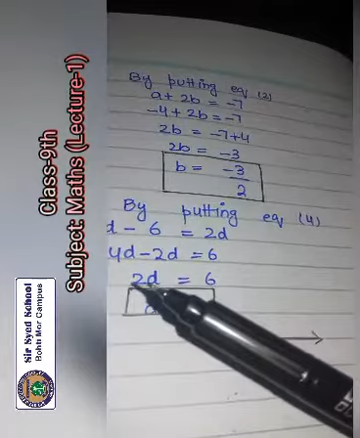 Class-9th
Subject Maths (Lecture-1)
Sir Syed School
Bohh Mor Campus
By putting eq (2)
a + 2b = -7
-4 + 2b = -7
2b = -7+4
2b = -3
b = -3
2
By putting eq (4)
d - 6 = 2d
4d - 2d = 6
2d = 6